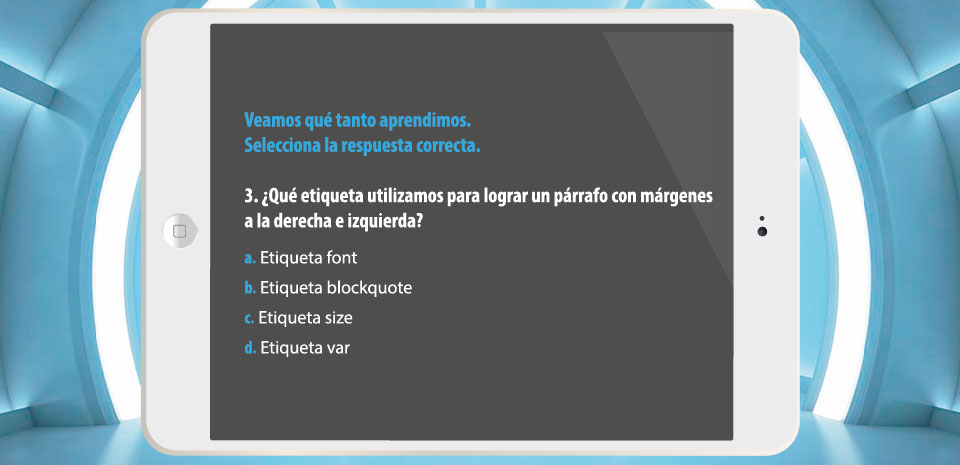 Veamos qué tanto aprendimos.
Selecciona la respuesta correcta.
3. ¿Qué etiqueta utilizamos para lograr un párrafo con márgenes
a la derecha e izquierda?
a. Etiqueta font
b. Etiqueta blockquote
c. Etiqueta size
d. Etiqueta var